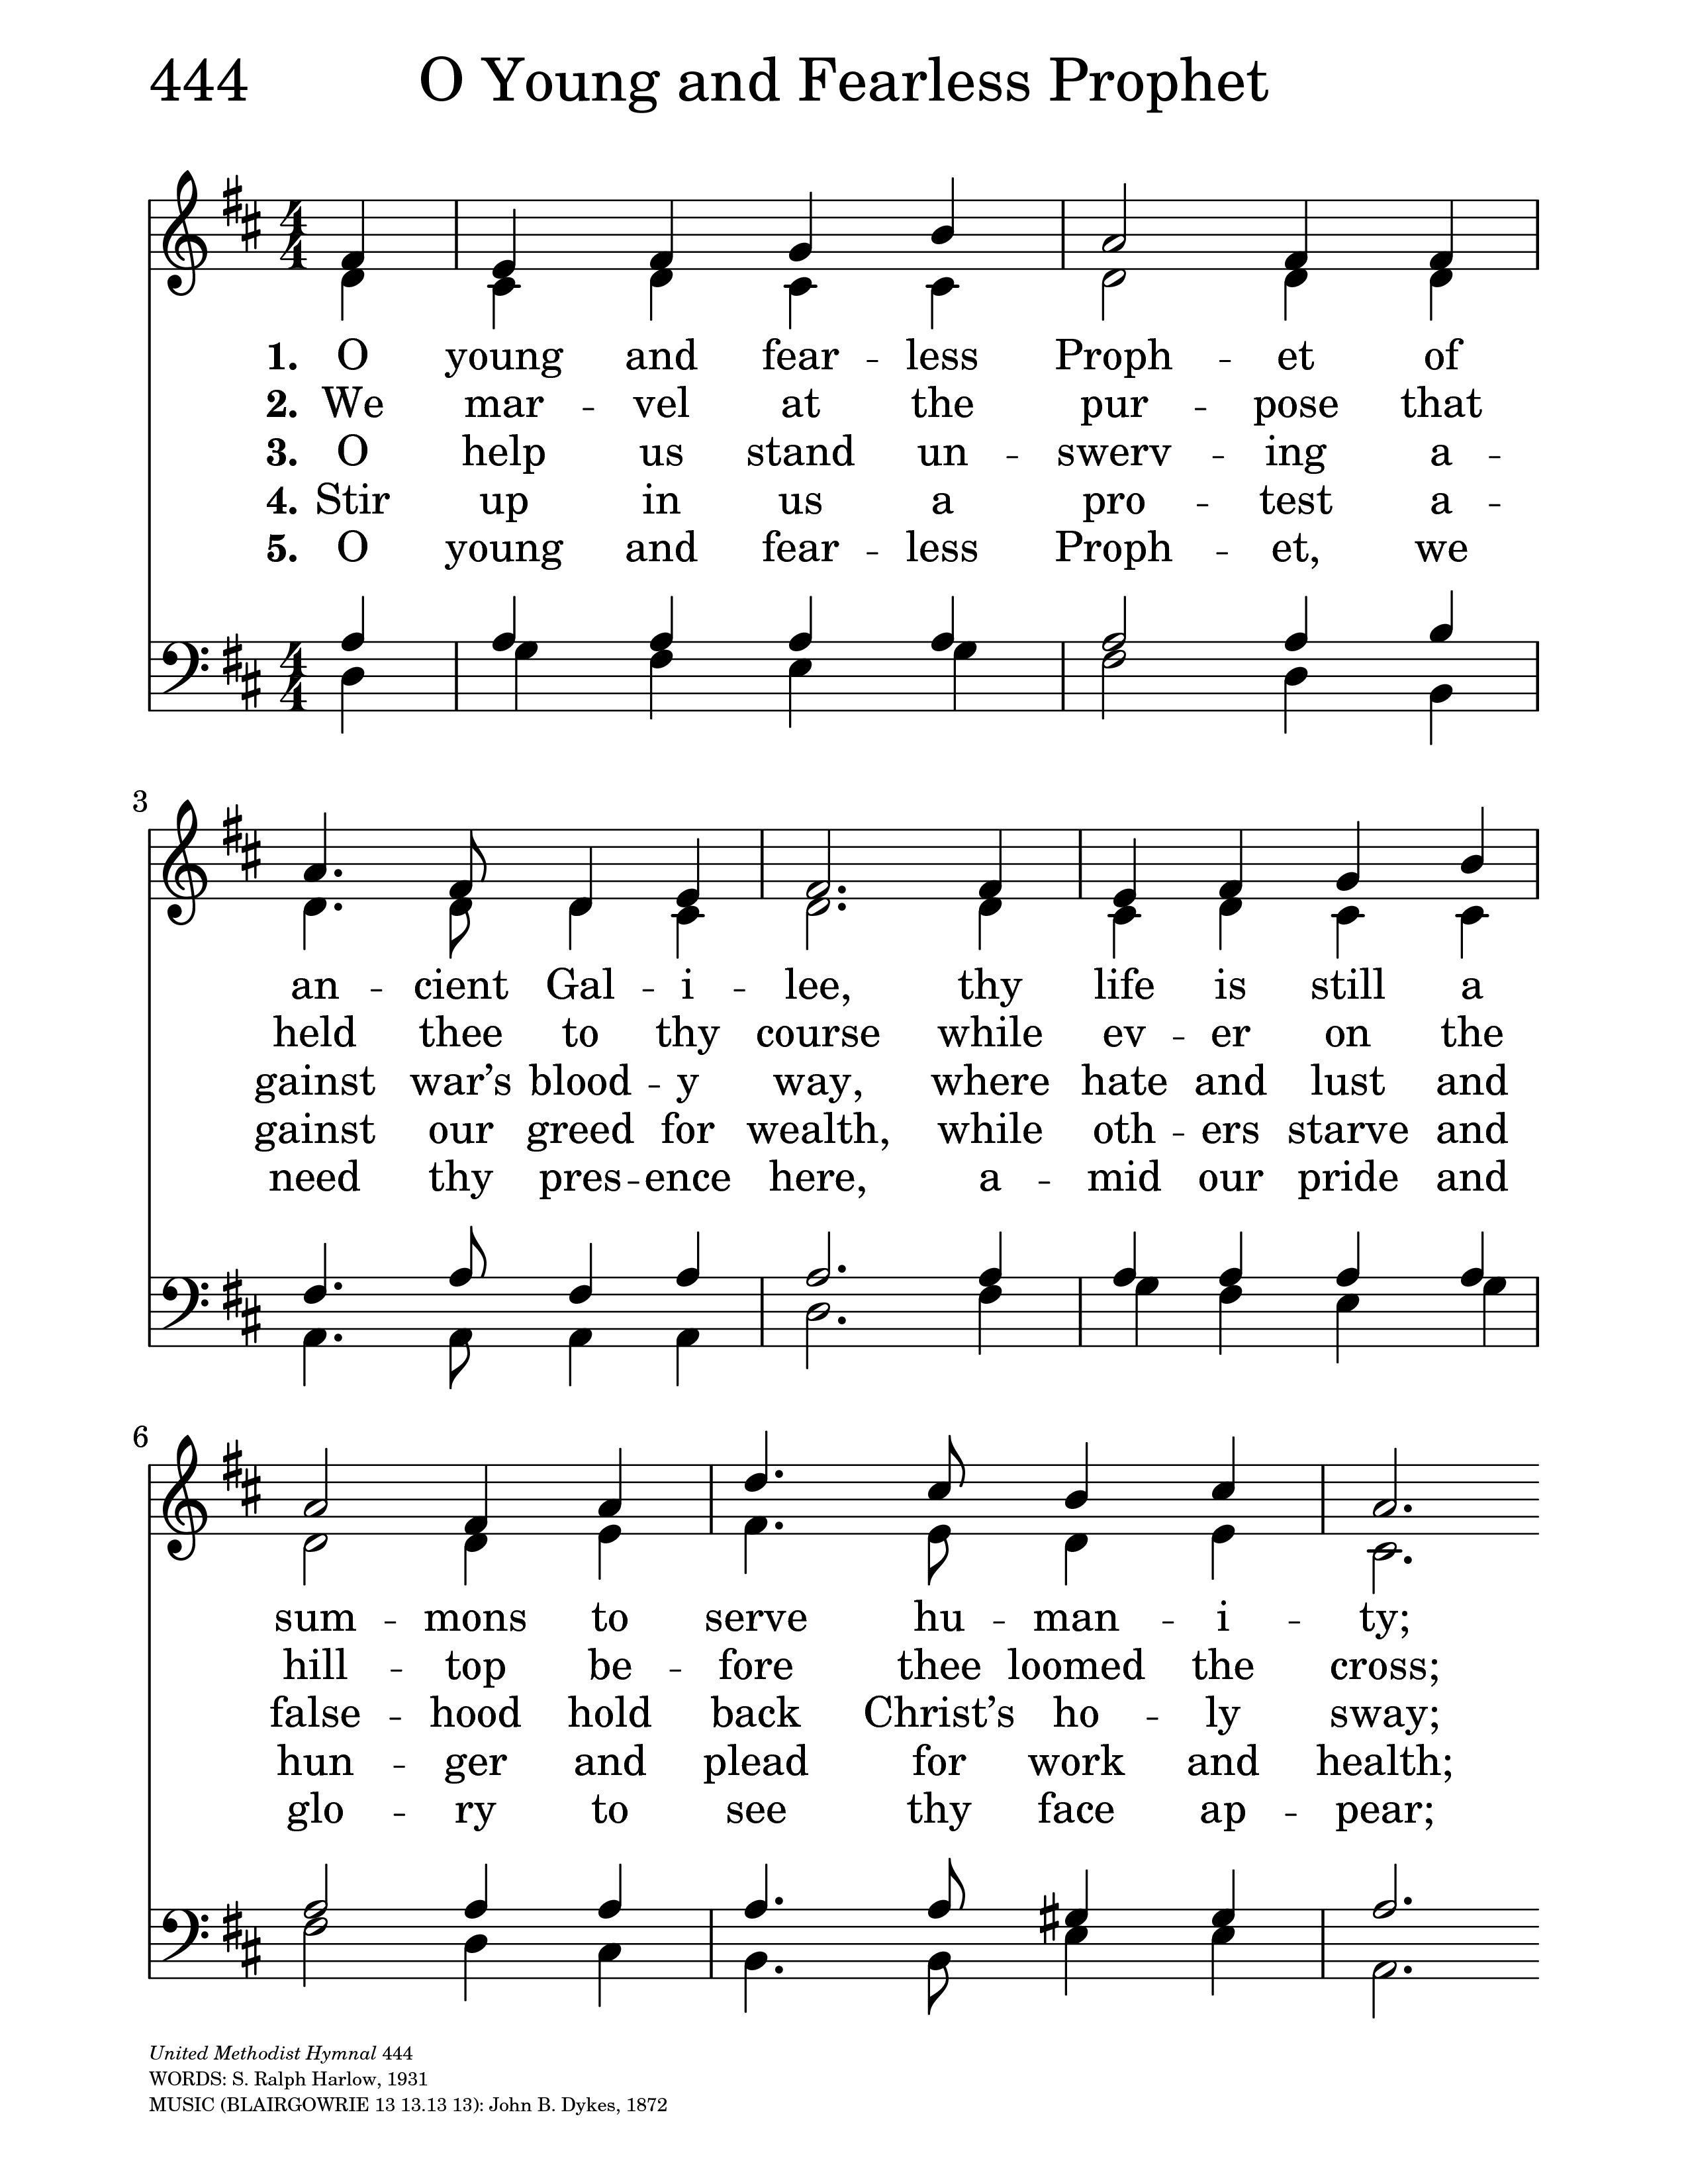 444 O Young and Fearless Prophet
1. O young and fear -- less Proph -- et of
2. We mar -- vel at the pur -- pose that
3. O help us stand un -- swerv -- ing a --
4. Stir up in us a pro -- test a --
5. O young and fear -- less Proph -- et, we
3
an -- cient Gal -- i -- lee, thy life is still a
held thee to thy course while ev -- er on the
gainst war’s blood -- y way, where hate and lust and
gainst our greed for wealth, while oth -- ers starve and
need thy pres -- ence here, a -- mid our pride and
6
sum -- mons to serve hu -- man -- i -- ty;
hill -- top be -- fore thee loomed the cross;
false -- hood hold back Christ’s ho -- ly sway;
hun -- ger and plead for work and health;
glo -- ry to see thy face ap -- pear;
United Methodist Hymnal 444
WORDS: S. Ralph Harlow, 1931
MUSIC (BLAIRGOWRIE 13 13.13 13): John B. Dykes, 1872